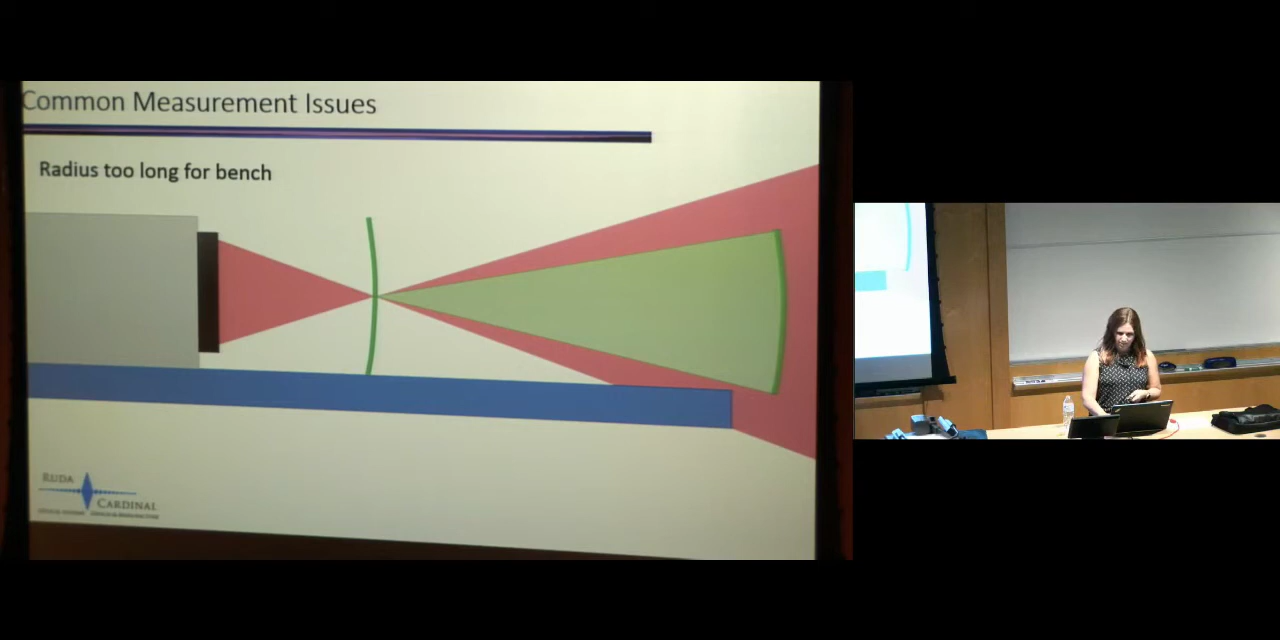 Common Measurement Issues
Radius too long for bench
RUDA
CARDINAL